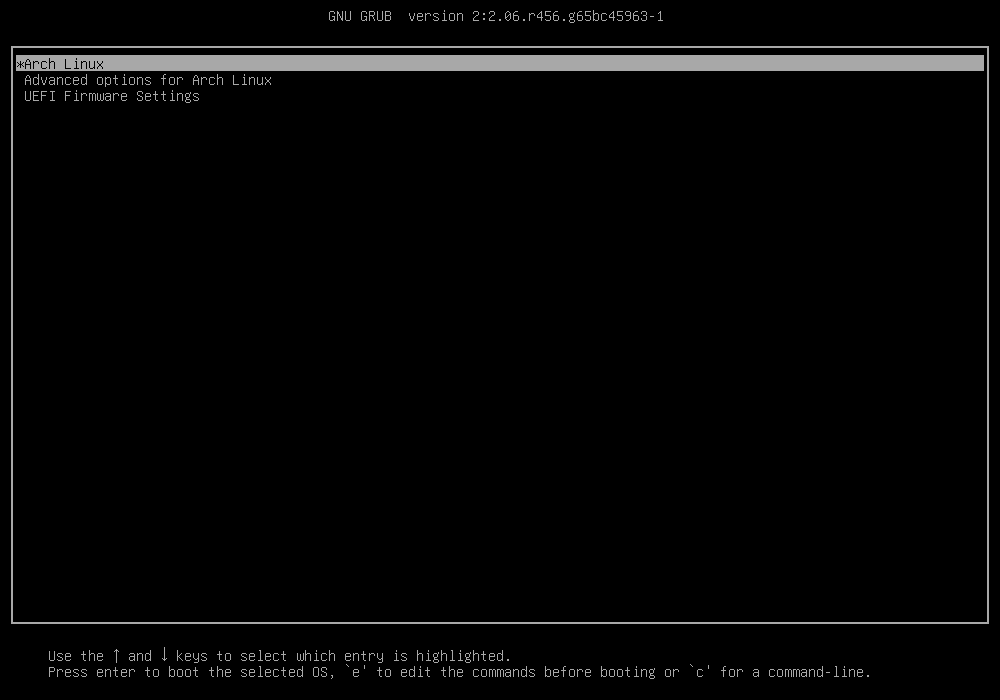 GNU GRUB  version 2:2.06.r456.g65bc45963-1
*Arch Linux
Advanced options for Arch Linux
UEFI Firmware Settings
Use the ↑ and ↓ keys to select which entry is highlighted.
Press enter to boot the selected OS, `e' to edit the commands before booting or `c' for a command-line.